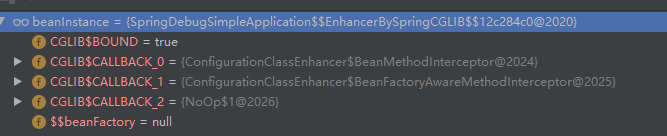 beanInstance = {SpringDebugSimpleApplication$$EnhancerBySpringCGLIB$$12c284c0@2020}
f CGLIB$BOUND = true
f CGLIB$CALLBACK_0 = {ConfigurationClassEnhancer$BeanMethodInterceptor@2024}
f CGLIB$CALLBACK_1 = {ConfigurationClassEnhancer$BeanFactoryAwareMethodInterceptor@2025}
f CGLIB$CALLBACK_2 = {NoOp$1@2026}
f $$beanFactory = null